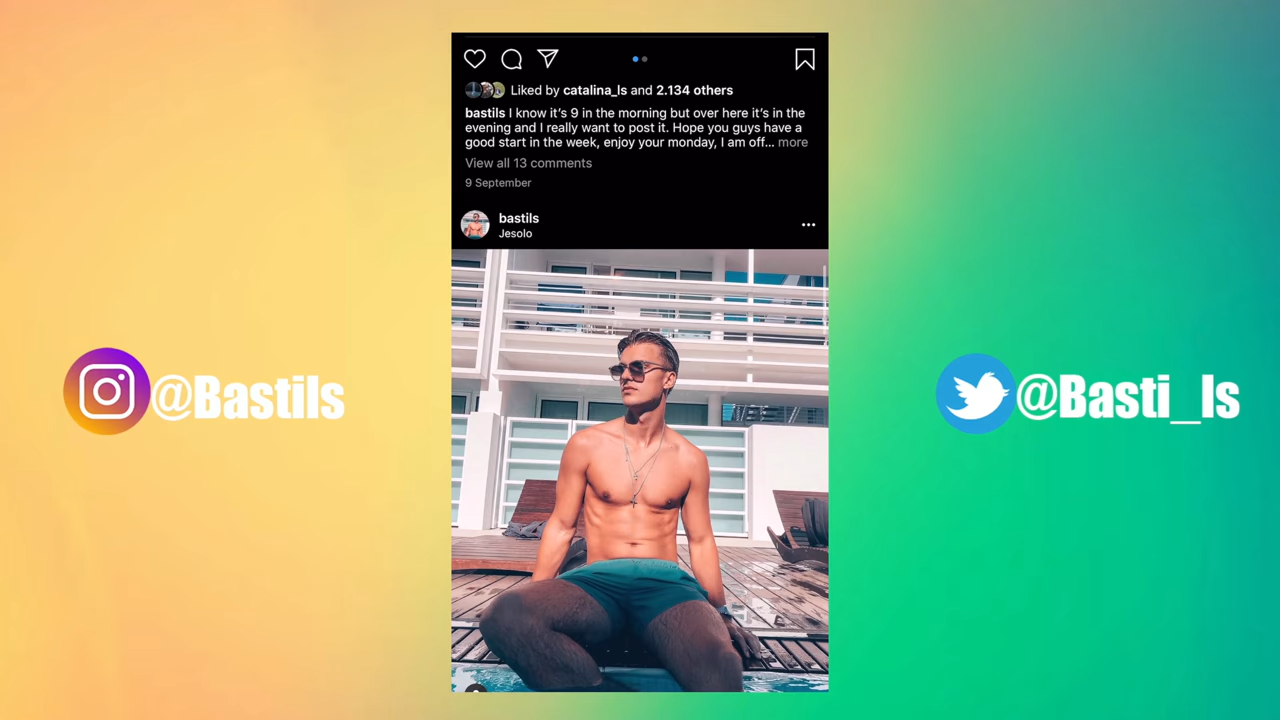 Liked by catalina_ls and 2.134 others
bastils I know it’s 9 in the morning but over here it’s in the
evening and I really want to post it. Hope you guys have a
good start in the week, enjoy your monday, I am off... more
View all 13 comments
9 September
bastils
Jesolo
@Bastils
@Basti_ls